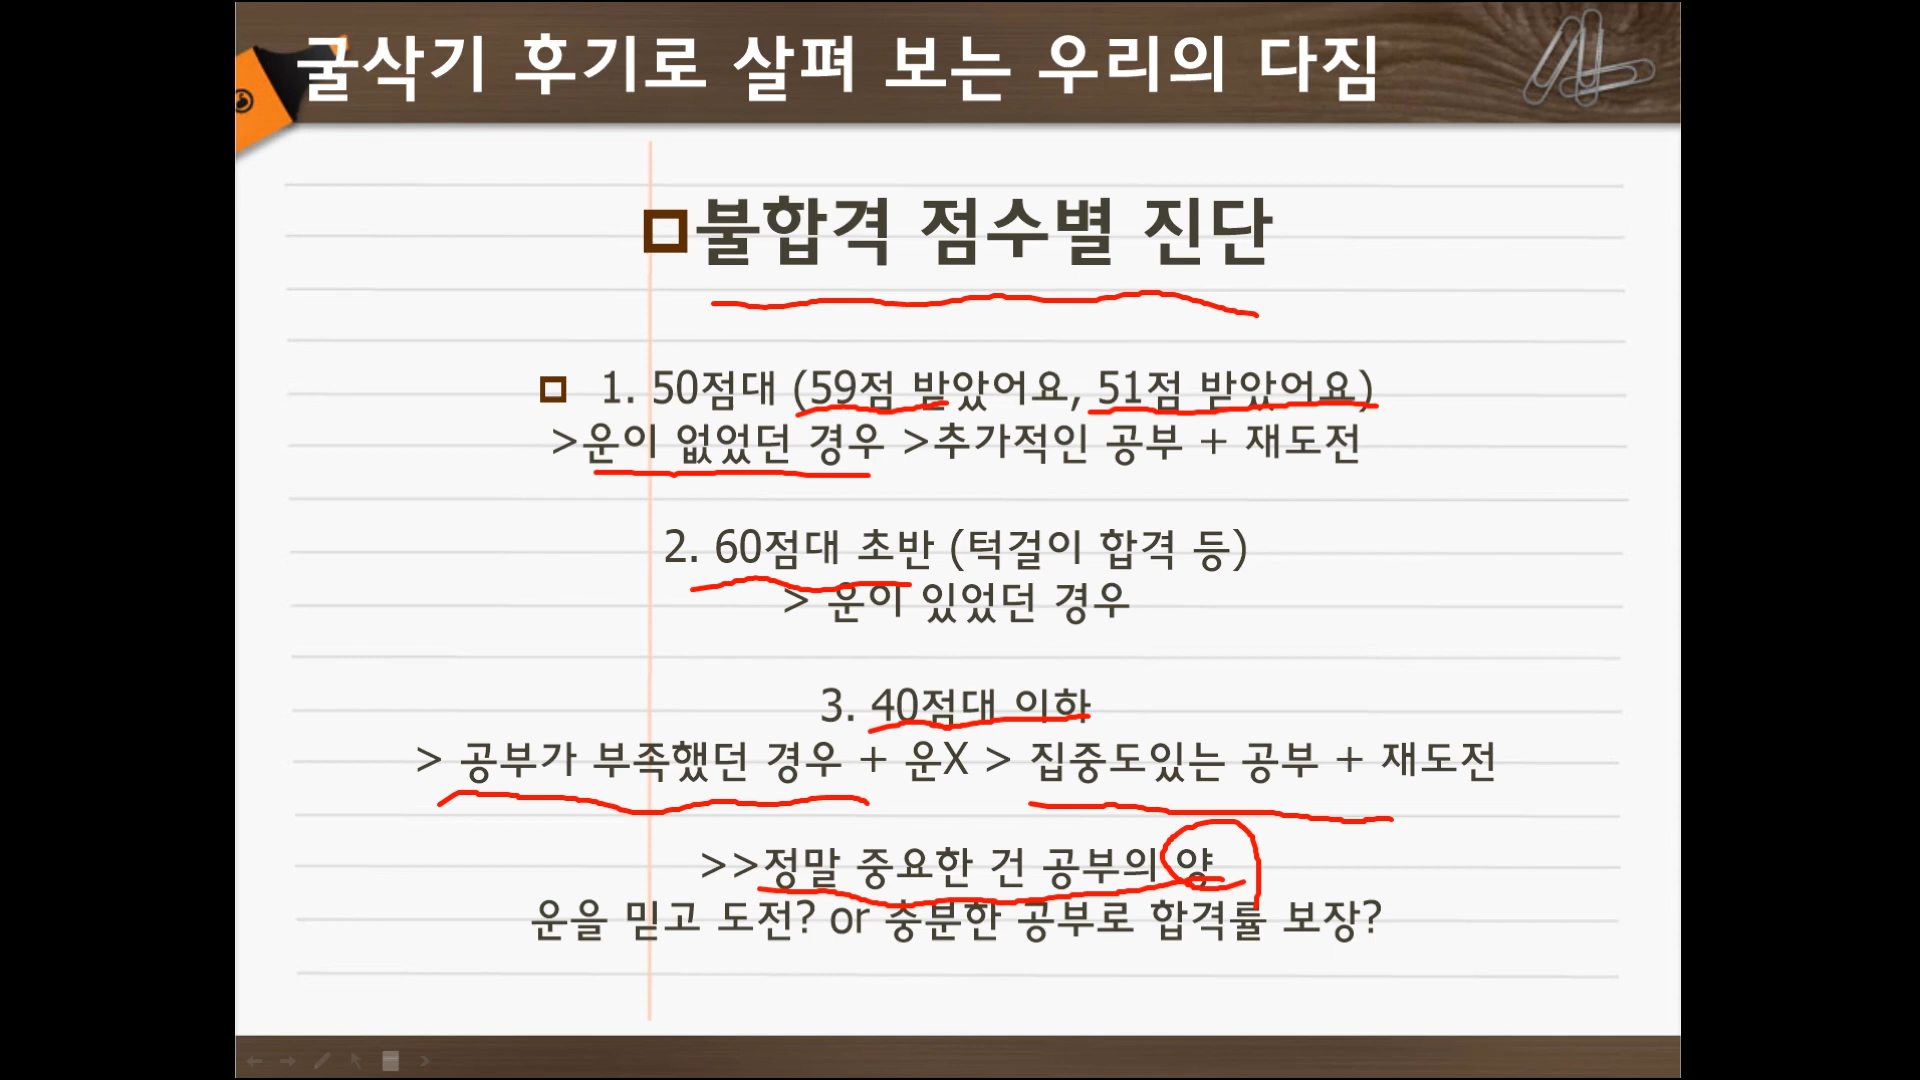 굴삭기 후기로 살펴 보는 우리의 다짐
불합격 점수별 진단
1. 50점대 (59점 받았어요, 51점 받았어요)
>운이 없었던 경우 >추가적인 공부 + 재도전
2. 60점대 초반 (턱걸이 합격 등)
> 운이 있었던 경우
3. 40점대 이하
> 공부가 부족했던 경우 + 운X > 집중도있는 공부 + 재도전
>>정말 중요한 건 공부의 양
운을 믿고 도전? or 충분한 공부로 합격률 보장?